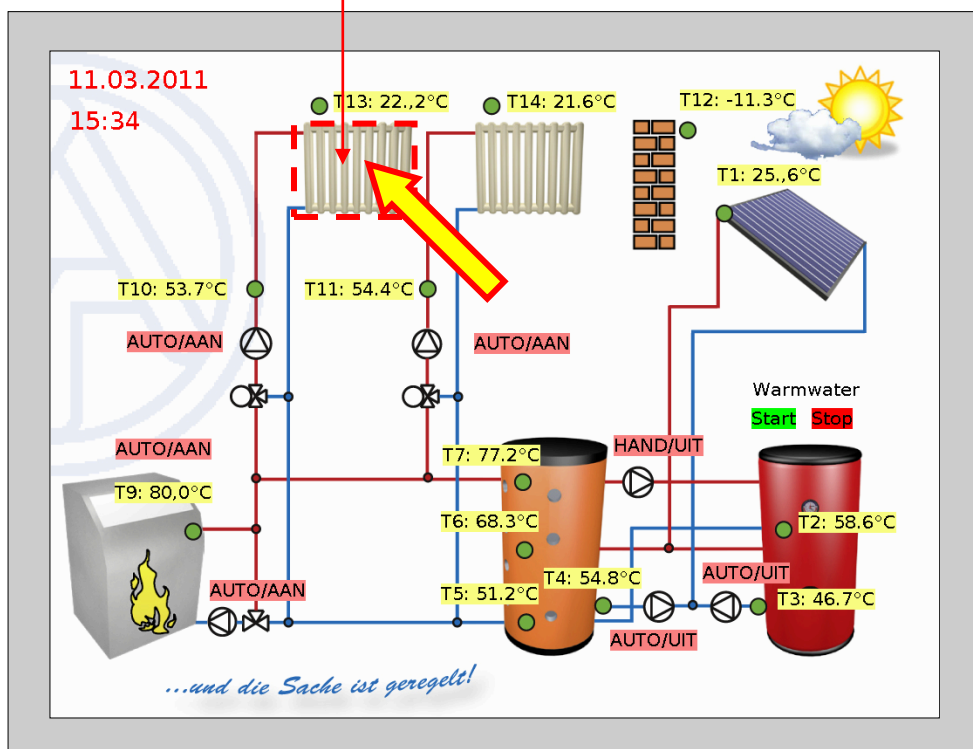 11.03.2011
15:34
T13: 22.,2°C
T14: 21.6°C
T12: -11.3°C
T1: 25.,6°C
T10: 53.7°C
T11: 54.4°C
AUTO/AAN
AUTO/AAN
Warmwater
Start Stop
AUTO/AAN
HAND/UIT
T7: 77.2°C
T9: 80,0°C
T6: 68.3°C
T2: 58.6°C
T4: 54.8°C
AUTO/UIT
AUTO/AAN
T5: 51.2°C
T3: 46.7°C
AUTO/UIT
...und die Sache ist geregelt!